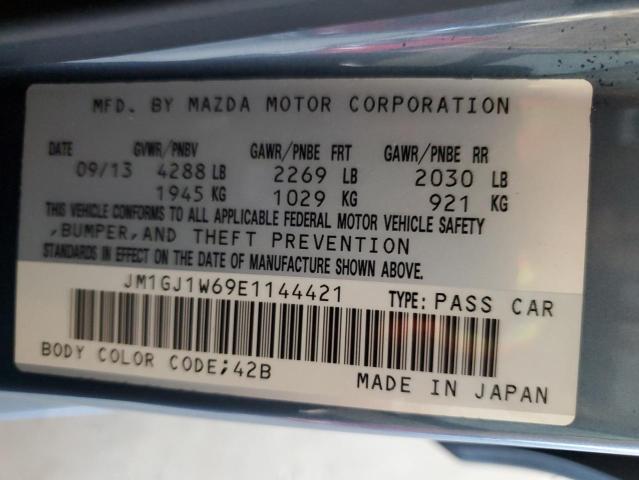 MFD. BY MAZDA MOTOR CORPORATION
DATE GVWR/PNBV GAWR/PNBE FRT GAWR/PNBE RR
09/13 4288 LB 2269 LB 2030 LB
1945 KG 1029 KG 921 KG
THIS VEHICLE CONFORMS TO ALL APPLICABLE FEDERAL MOTOR VEHICLE SAFETY
,BUMPER,AND THEFT PREVENTION
STANDARDS IN EFFECT ON THE DATE OF MANUFACTURE SHOWN ABOVE.
JM1GJ1W69E1144421 TYPE: PASS CAR
BODY COLOR CODE;42B
MADE IN JAPAN